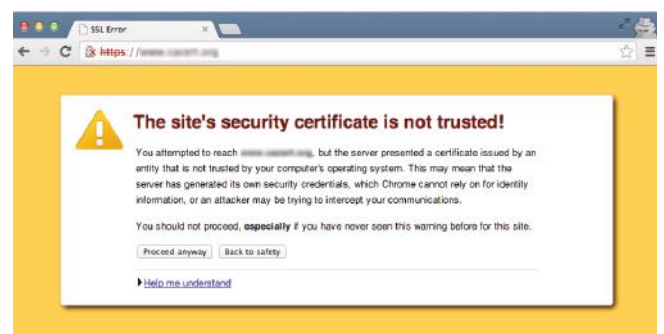 SSL Error
https://
The site's security certificate is not trusted!
You attempted to reach , but the server presented a certificate issued by an
entity that is not trusted by your computer's operating system. This may mean that the
server has generated its own security credentials, which Chrome cannot rely on for identity
information, or an attacker may be trying to intercept your communications.
You should not proceed, especially if you have never seen this warning before for this site.
Proceed anyway Back to safety
Help me understand